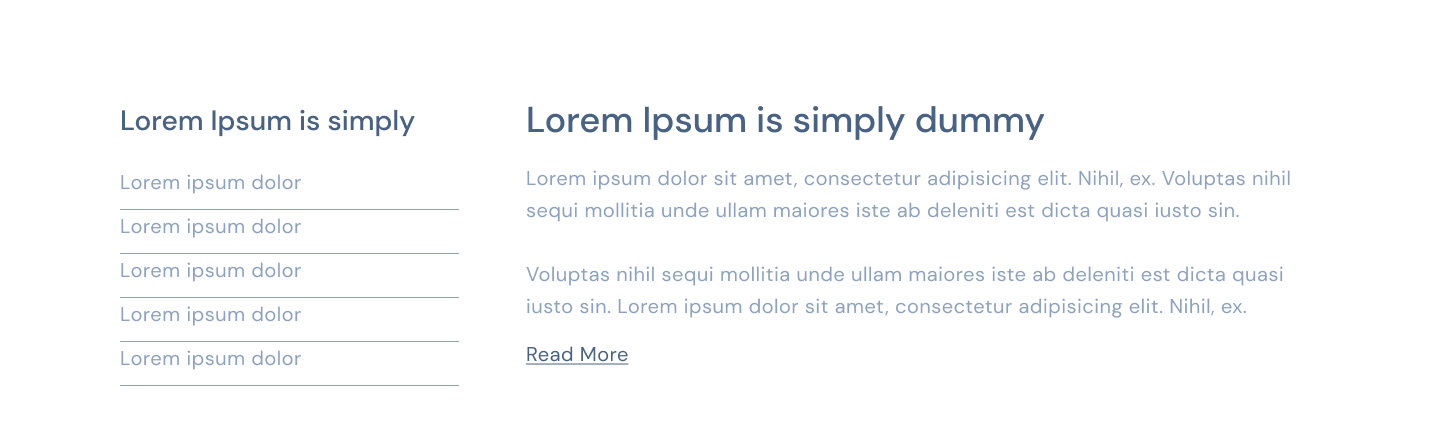 Lorem Ipsum is simply
Lorem ipsum dolor
Lorem ipsum dolor
Lorem ipsum dolor
Lorem ipsum dolor
Lorem ipsum dolor
Lorem Ipsum is simply dummy
Lorem ipsum dolor sit amet, consectetur adipisicing elit. Nihil, ex. Voluptas nihil
sequi mollitia unde ullam maiores iste ab deleniti est dicta quasi iusto sin.
Voluptas nihil sequi mollitia unde ullam maiores iste ab deleniti est dicta quasi
iusto sin. Lorem ipsum dolor sit amet, consectetur adipisicing elit. Nihil, ex.
Read More